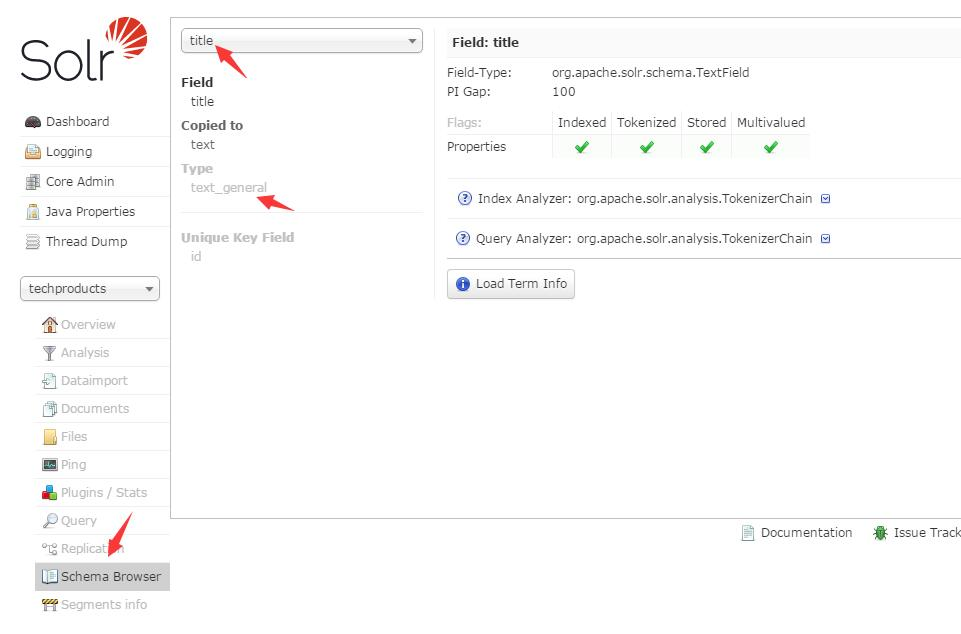 Solr
Dashboard
Logging
Core Admin
Java Properties
Thread Dump
techproducts
Overview
Analysis
Dataimport
Documents
Files
Ping
Plugins / Stats
Query
Replication
Schema Browser
Segments info
title
Field
title
Copied to
text
Type
text_general
Unique Key Field
id
Field: title
Field-Type: org.apache.solr.schema.TextField
PI Gap: 100
Flags: Indexed Tokenized Stored Multivalued
Properties
Index Analyzer: org.apache.solr.analysis.TokenizerChain
Query Analyzer: org.apache.solr.analysis.TokenizerChain
Load Term Info
Documentation Issue Track